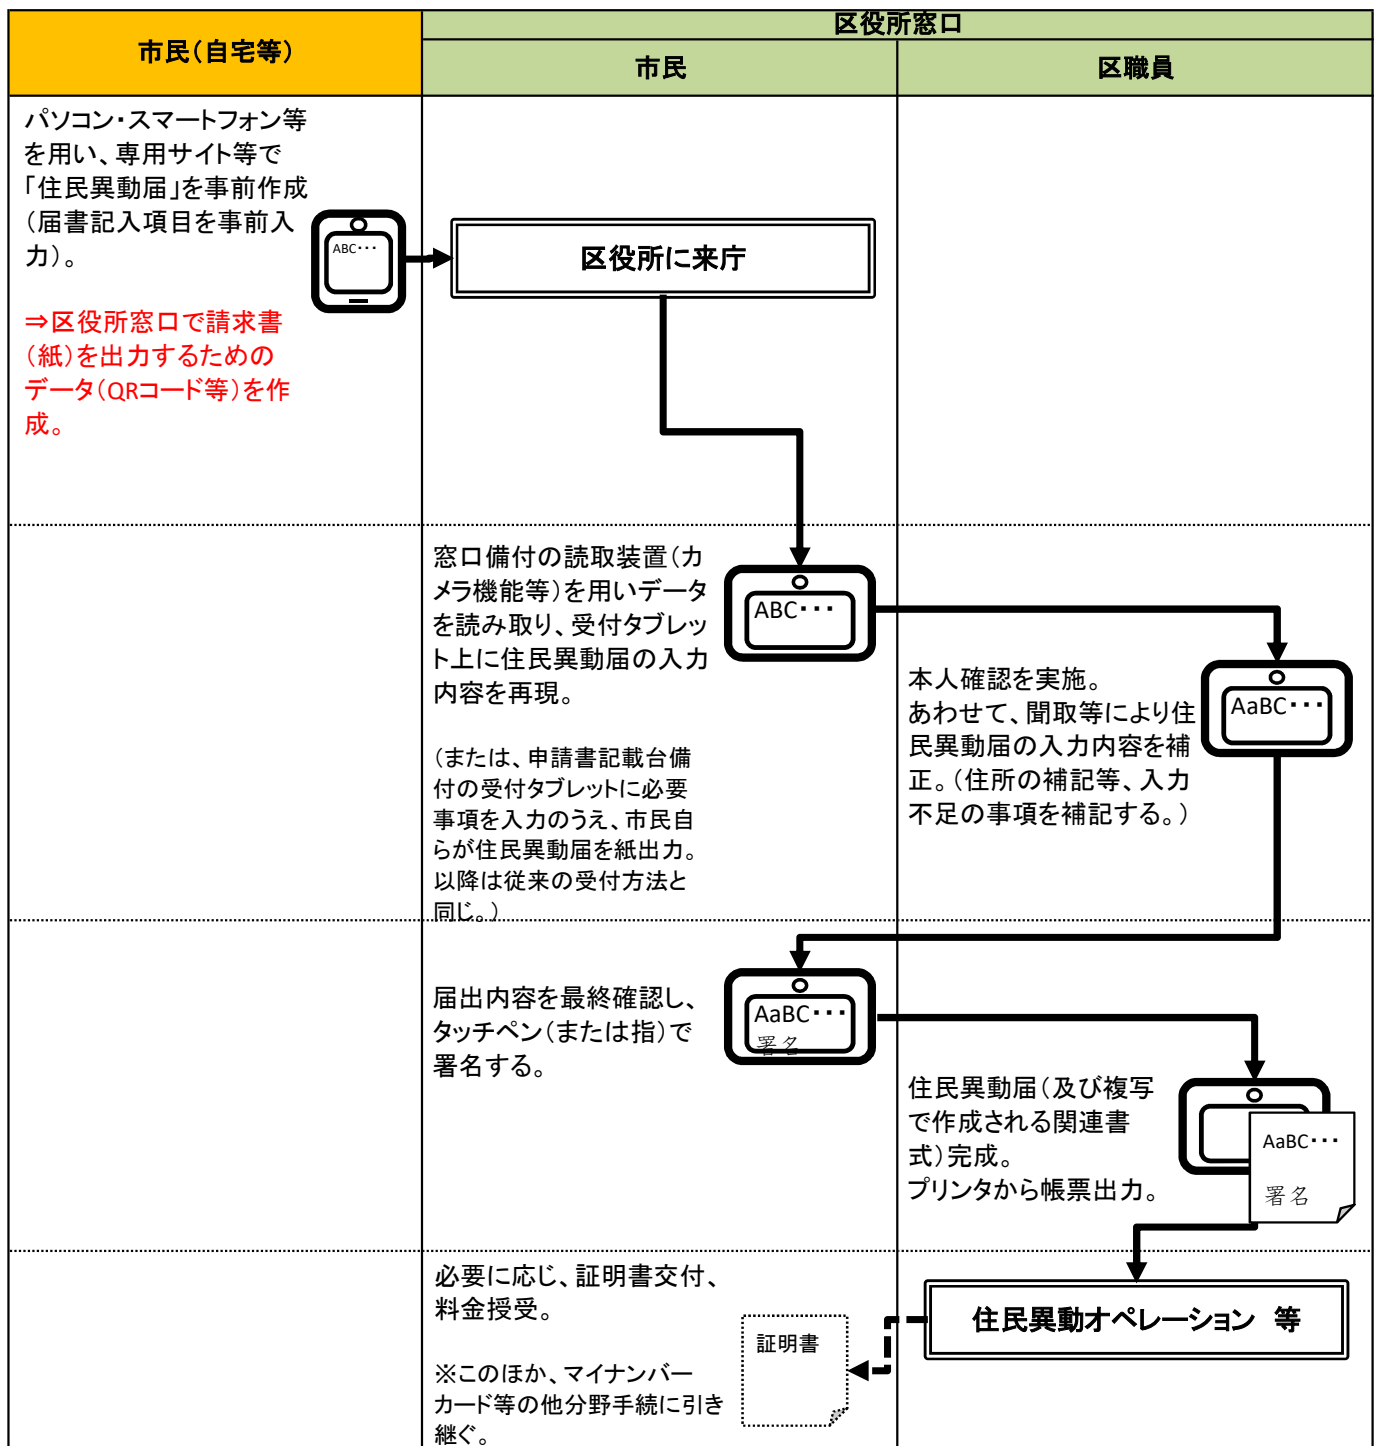 市民(自宅等)
区役所窓口
市民
区職員
パソコン・スマートフォン等
を用い、専用サイト等で
「住民異動届」を事前作成
(届書記入項目を事前入
力)。
⇒区役所窓口で請求書
(紙)を出力するための
データ(QRコード等)を作
成。
ABC・・・
区役所に来庁
窓口備付の読取装置(カ
メラ機能等)を用いデータ
を読み取り、受付タブレッ
ト上に住民異動届の入力
内容を再現。
(または、申請書記載台備
付の受付タブレットに必要
事項を入力のうえ、市民自
らが住民異動届を紙出力。
以降は従来の受付方法と
同じ。)
ABC・・・
本人確認を実施。
あわせて、聞取等により住
民異動届の入力内容を補
正。(住所の補記等、入力
不足の事項を補記する。)
AaBC・・・
届出内容を最終確認し、
タッチペン(または指)で
署名する。
AaBC・・・
署名
住民異動届(及び複写
で作成される関連書
式)完成。
プリンタから帳票出力。
AaBC・・・
署名
必要に応じ、証明書交付、
料金授受。
※このほか、マイナンバー
カード等の他分野手続に引き
継ぐ。
証明書
住民異動オペレーション 等